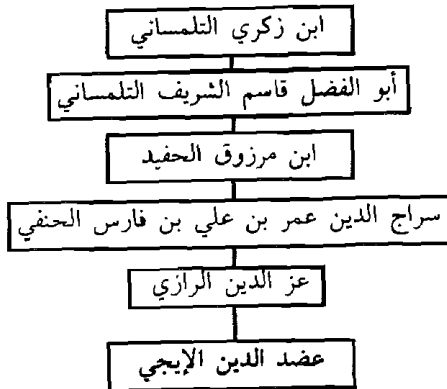 ابن زكري التلمساني
أبو الفضل قاسم الشريف التلمساني
ابن مرزوق الحفيد
سراج الدين عمر بن علي بن فارس الحنفي
عز الدين الرازي
عضد الدين الإيجي